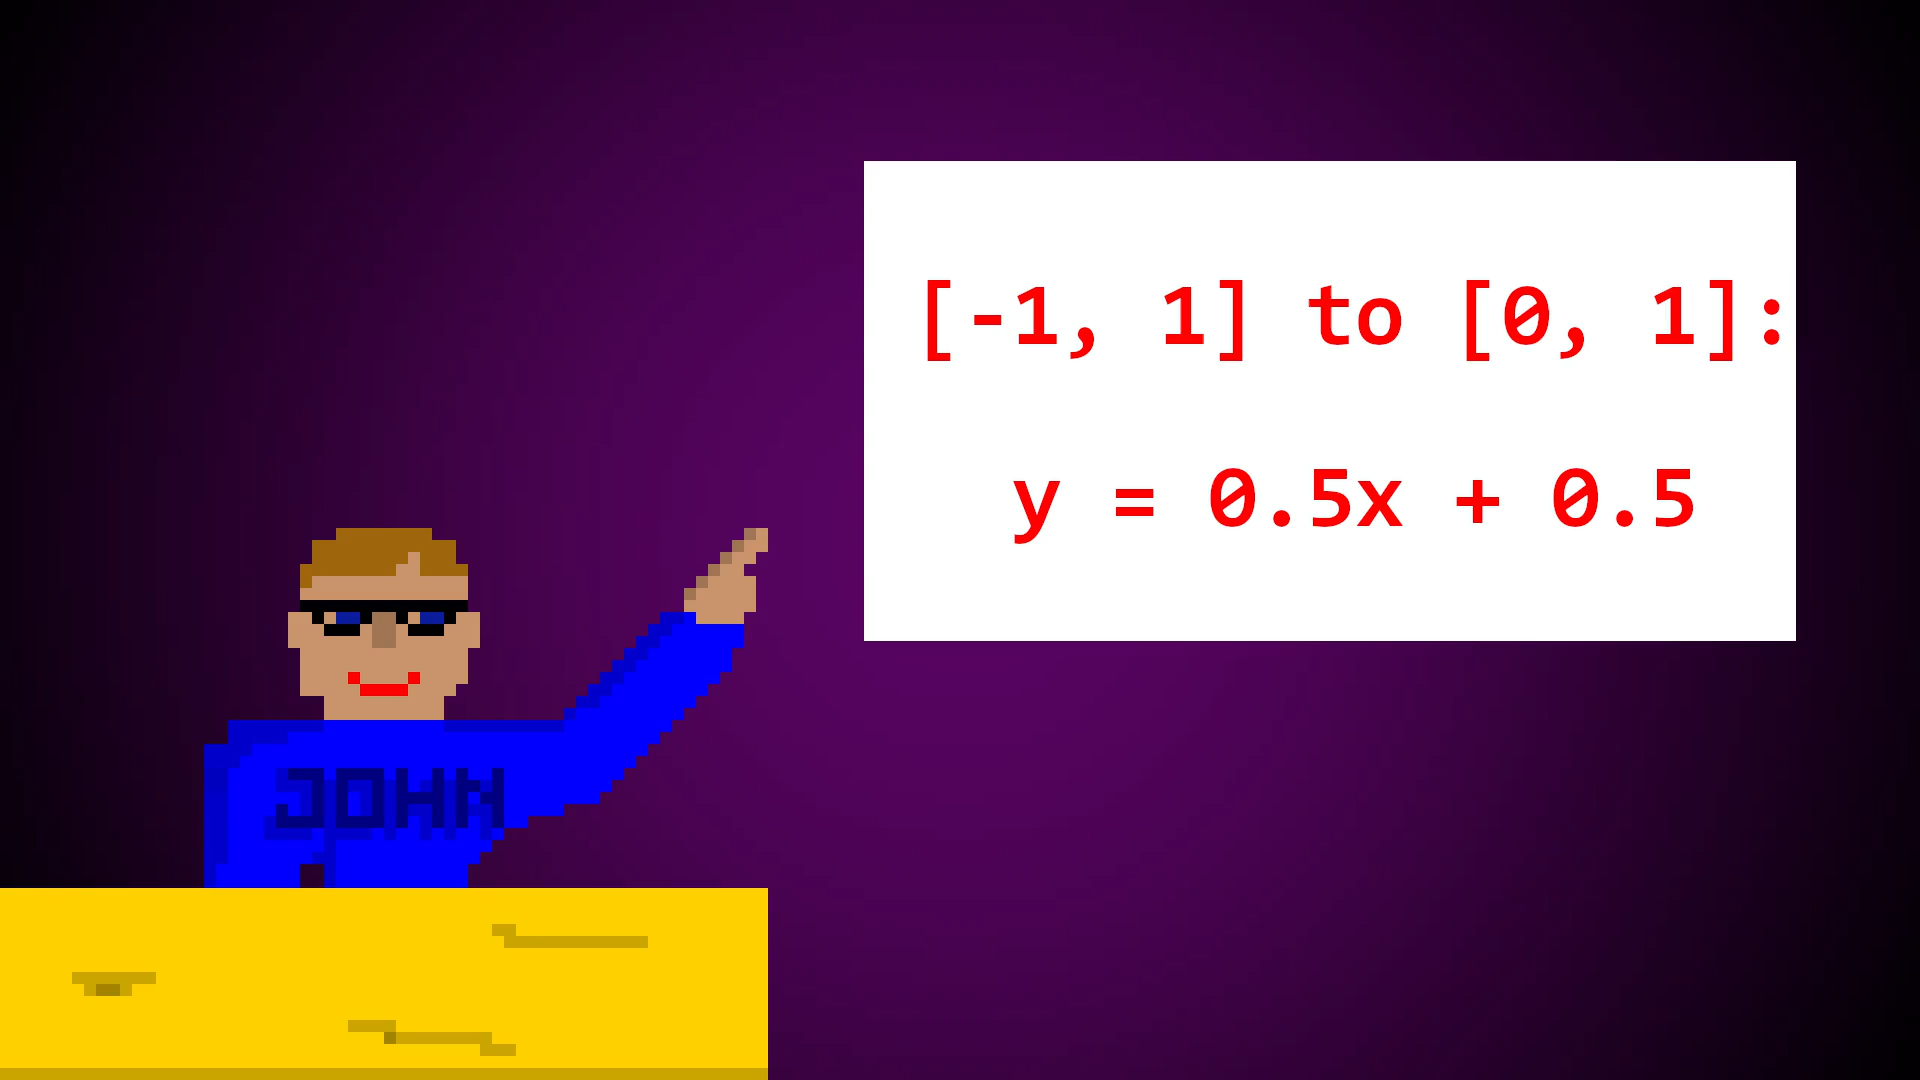 [-1, 1] to [0, 1]:
y = 0.5x + 0.5
JOHN